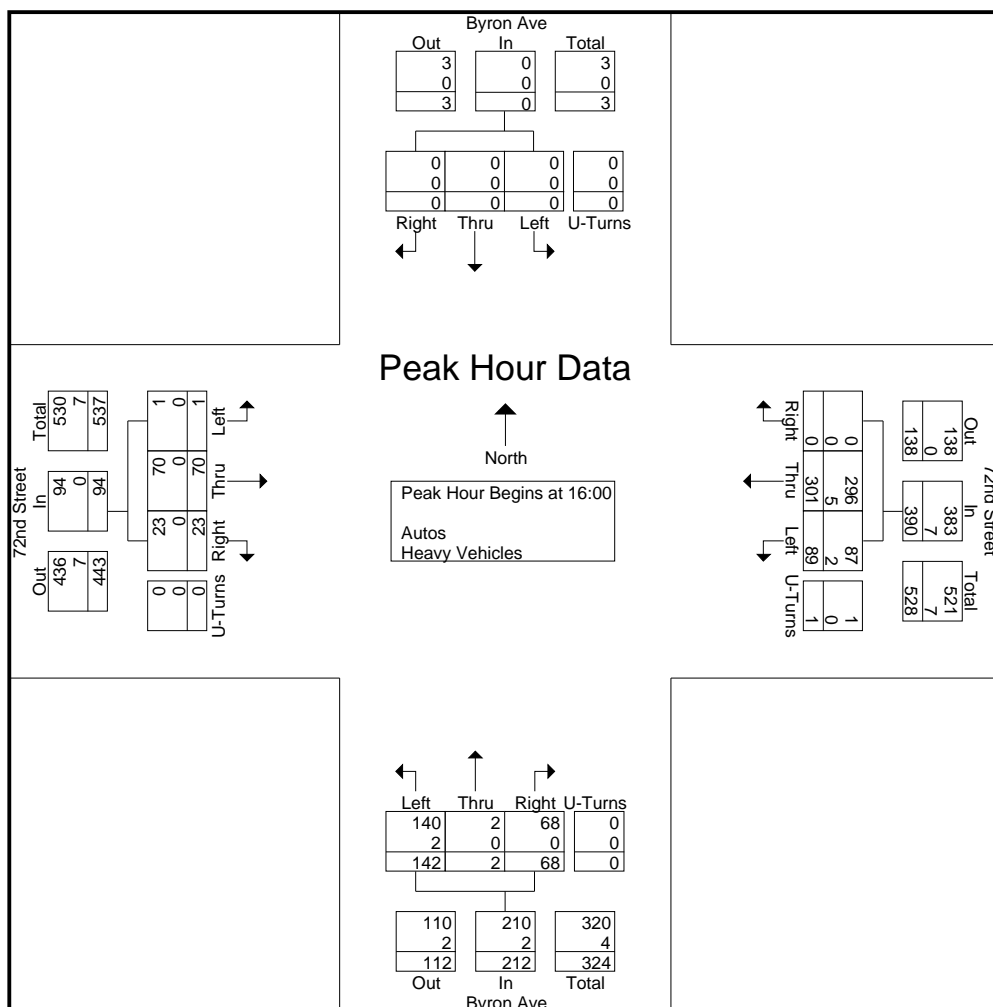 Byron Ave
Out In Total
3 0 3
0 0 0
3 0 3
0 0 0 0
0 0 0 0
0 0 0 0
Right Thru Left U-Turns
Peak Hour Data
North
Peak Hour Begins at 16:00
Autos
Heavy Vehicles
72nd Street
Out In Total
436 94 530
7 0 7
443 94 537
U-Turns Right Thru Left
0 23 70 1
0 0 0 0
0 23 70 1
72nd Street
Out In Total
138 383 521
0 7 7
138 390 528
0 296 87 1
0 5 2 0
0 301 89 1
Right Thru Left U-Turns
Left Thru Right U-Turns
140 2 68 0
2 0 0 0
142 2 68 0
110 210 320
2 2 4
112 212 324
Out In Total
Byron Ave